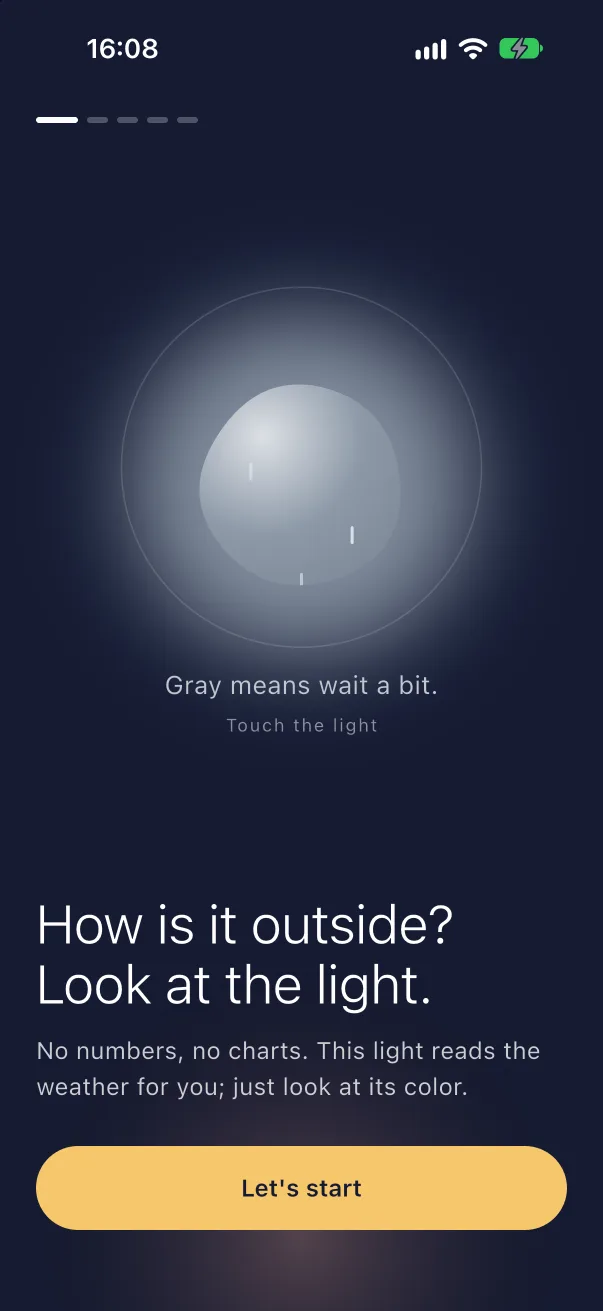 16:08
Gray means wait a bit.
Touch the light
How is it outside?
Look at the light.
No numbers, no charts. This light reads the
weather for you; just look at its color.
Let's start